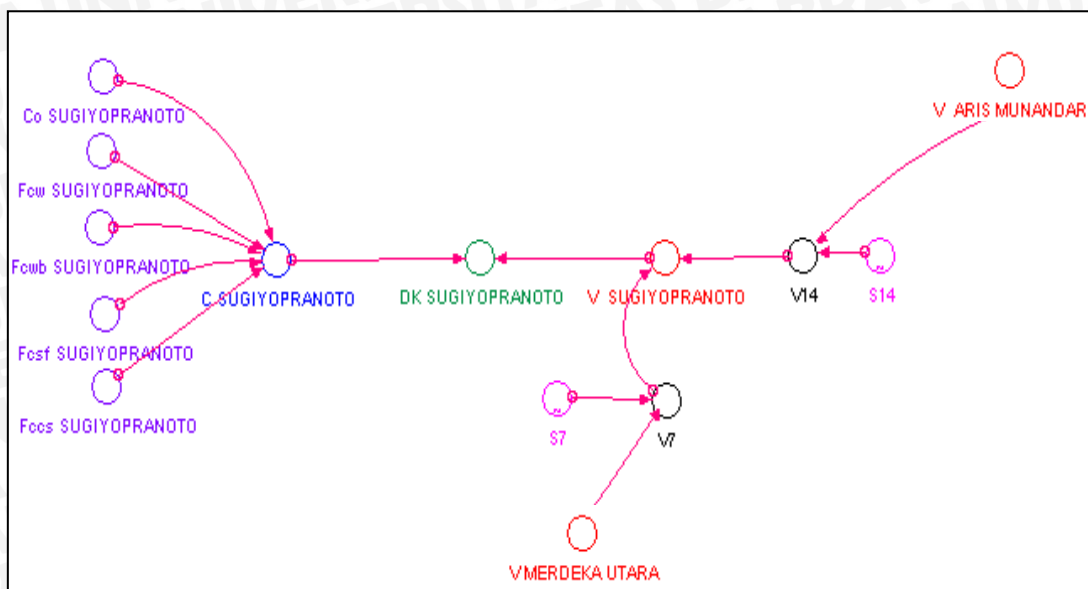 Co SUGIYOPRANOTO
V ARIS MUNANDAR
Fcw SUGIYOPRANOTO
Fcwb SUGIYOPRANOTO
C SUGIYOPRANOTO
DK SUGIYOPRANOTO
V SUGIYOPRANOTO
V14
S14
Fcsf SUGIYOPRANOTO
Fccs SUGIYOPRANOTO
S7
V7
V MERDEKA UTARA